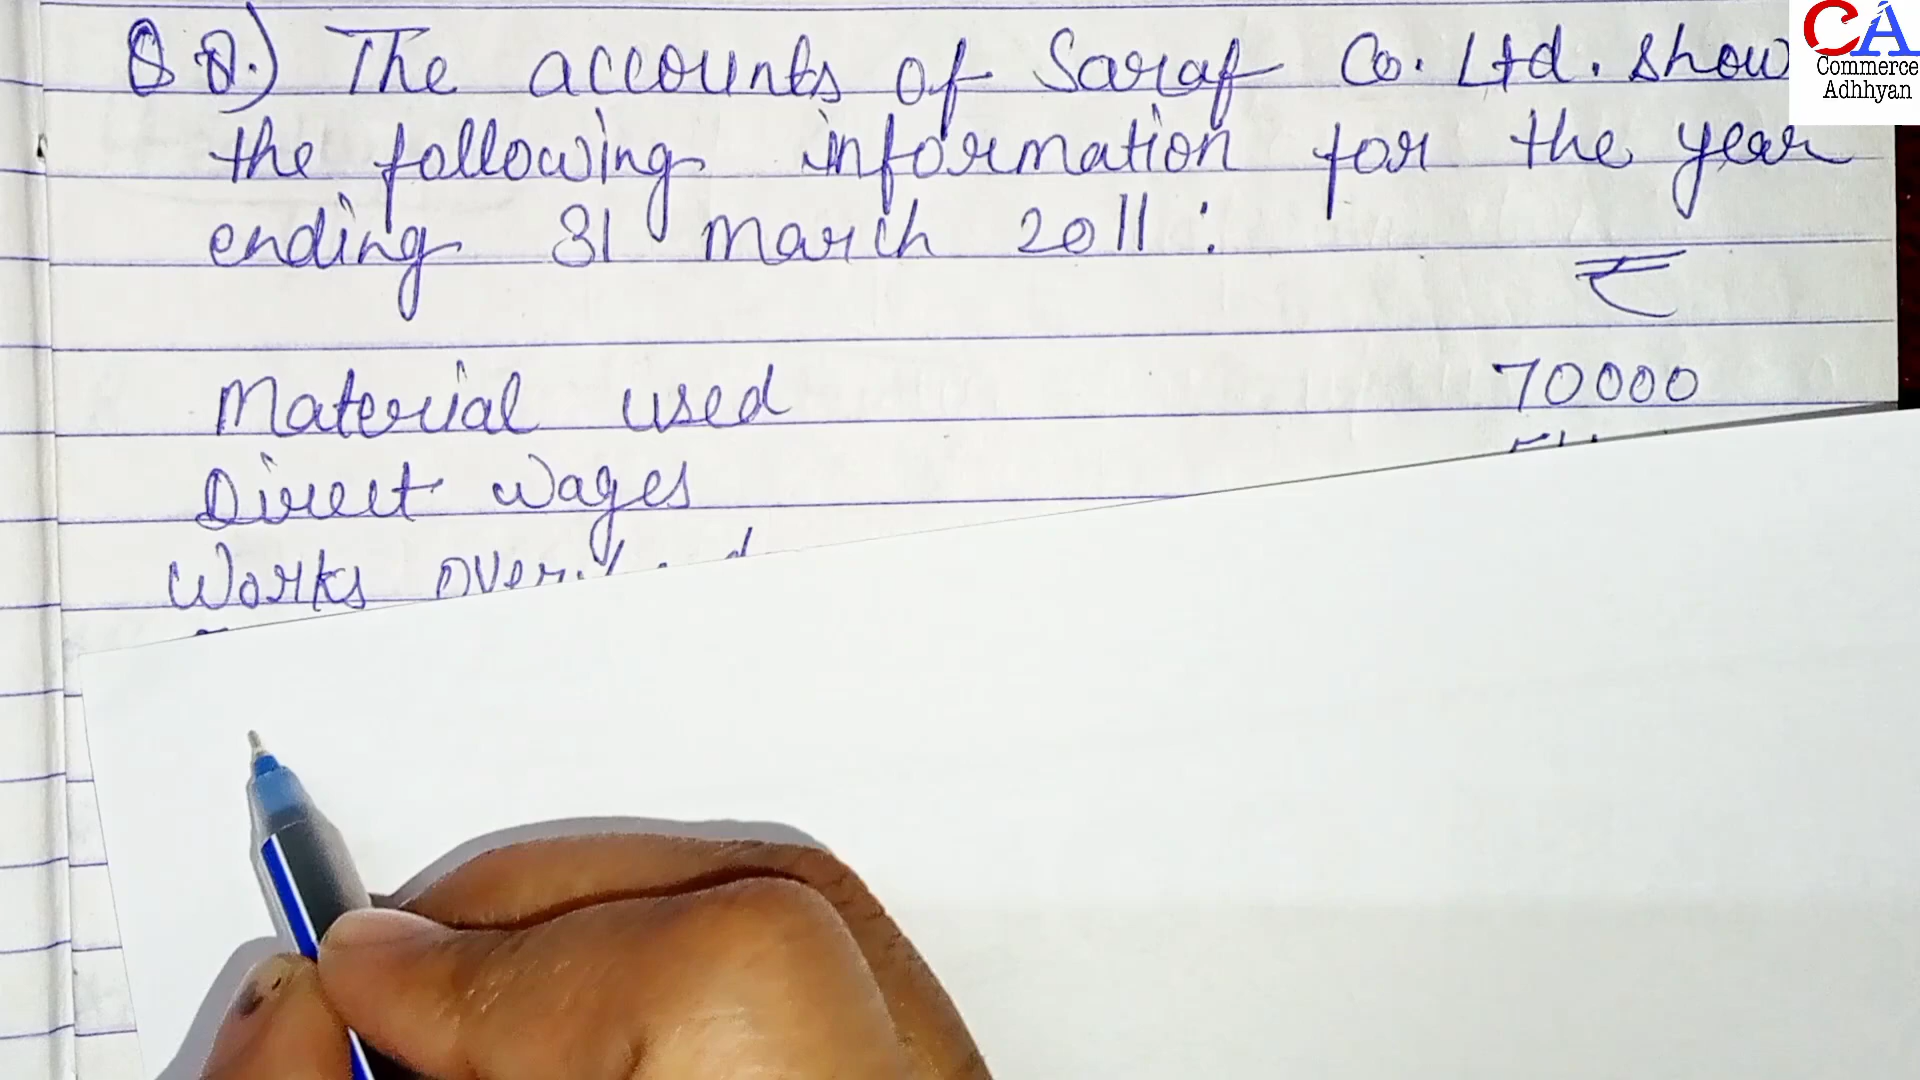 Q 8.) The accounts of Saraf Co. Ltd. show
the following information for the year
ending 31 March 2011 :
₹
Material used 70000
Direct wages
Works
CA
Commerce
Adhhyan